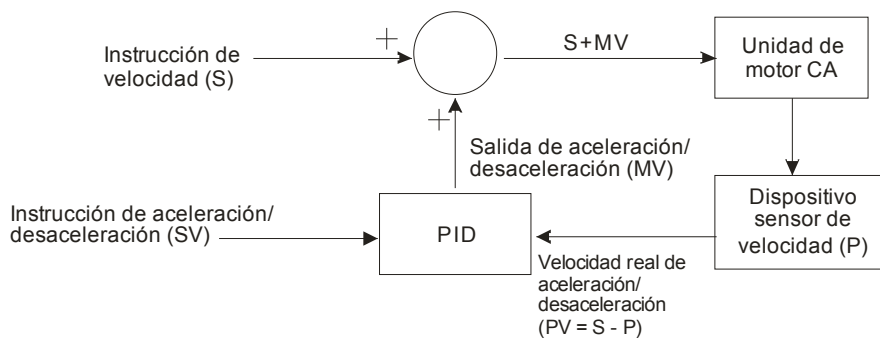 Instrucción de
velocidad (S)
+
S+MV
Unidad de
motor CA
+
Salida de aceleración/
desaceleración (MV)
Instrucción de aceleración/
desaceleración (SV)
PID
Dispositivo
sensor de
velocidad (P)
Velocidad real de
aceleración/
desaceleración
(PV = S - P)